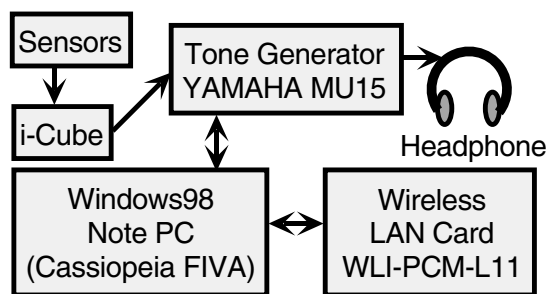 Sensors
i-Cube
Tone Generator
YAMAHA MU15
Headphone
Windows98
Note PC
(Cassiopeia FIVA)
Wireless
LAN Card
WLI-PCM-L11